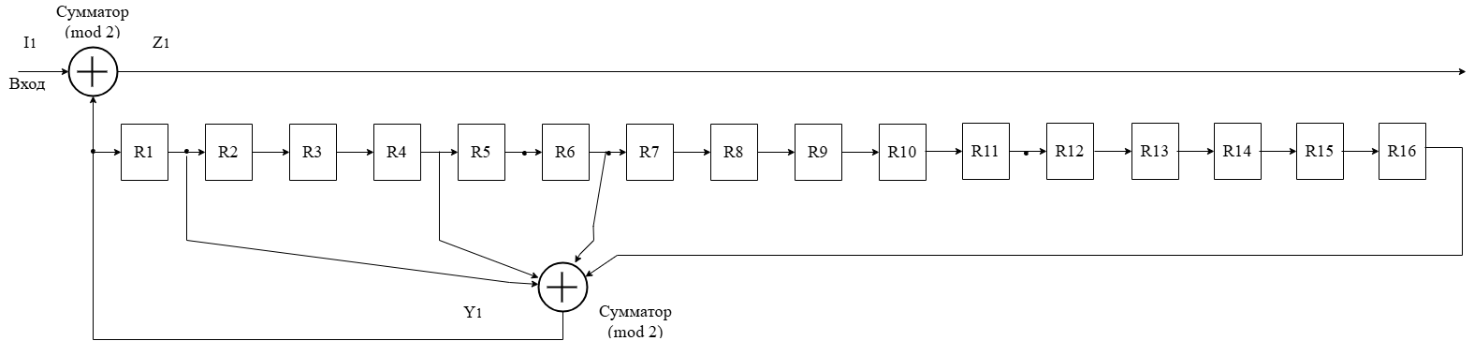 Сумматор
(mod 2)
I1
Z1
Вход
R1
R2
R3
R4
R5
R6
R7
R8
R9
R10
R11
R12
R13
R14
R15
R16
Y1
Сумматор
(mod 2)